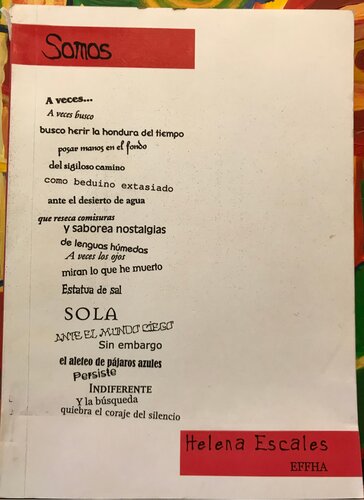 Somos
A veces...
A veces busco
busco herir la hondura del tiempo
posar manos en el fondo
del sigiloso camino
como beduino extasiado
ante el desierto de agua
que reseca comisuras
y saborea nostalgias
de lenguas húmedas
A veces los ojos
miran lo que he muerto
Estatua de sal
SOLA
ANTE EL MUNDO CIEGO
Sin embargo
el aleteo de pájaros azules
Persiste
INDIFERENTE
Y la búsqueda
quiebra el coraje del silencio
Helena Escales
EFFHA